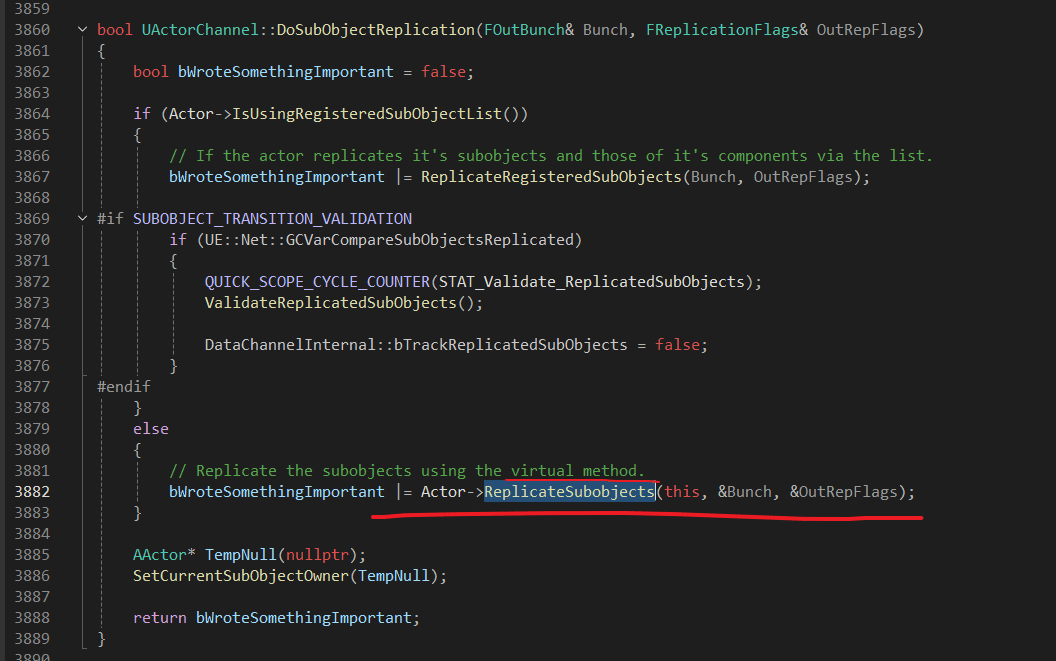 3859
3860 bool UActorChannel::DoSubObjectReplication(FOutBunch& Bunch, FReplicationFlags& OutRepFlags)
3861 {
3862 bool bWroteSomethingImportant = false;
3863
3864 if (Actor->IsUsingRegisteredSubObjectList())
3865 {
3866 // If the actor replicates it's subobjects and those of it's components via the list.
3867 bWroteSomethingImportant |= ReplicateRegisteredSubObjects(Bunch, OutRepFlags);
3868
3869 #if SUBOBJECT_TRANSITION_VALIDATION
3870 if (UE::Net::GCVarCompareSubObjectsReplicated)
3871 {
3872 QUICK_SCOPE_CYCLE_COUNTER(STAT_Validate_ReplicatedSubObjects);
3873 ValidateReplicatedSubObjects();
3874
3875 DataChannelInternal::bTrackReplicatedSubObjects = false;
3876 }
3877 #endif
3878 }
3879 else
3880 {
3881 // Replicate the subobjects using the virtual method.
3882 bWroteSomethingImportant |= Actor->ReplicateSubobjects(this, &Bunch, &OutRepFlags);
3883 }
3884
3885 AActor* TempNull(nullptr);
3886 SetCurrentSubObjectOwner(TempNull);
3887
3888 return bWroteSomethingImportant;
3889 }
3890